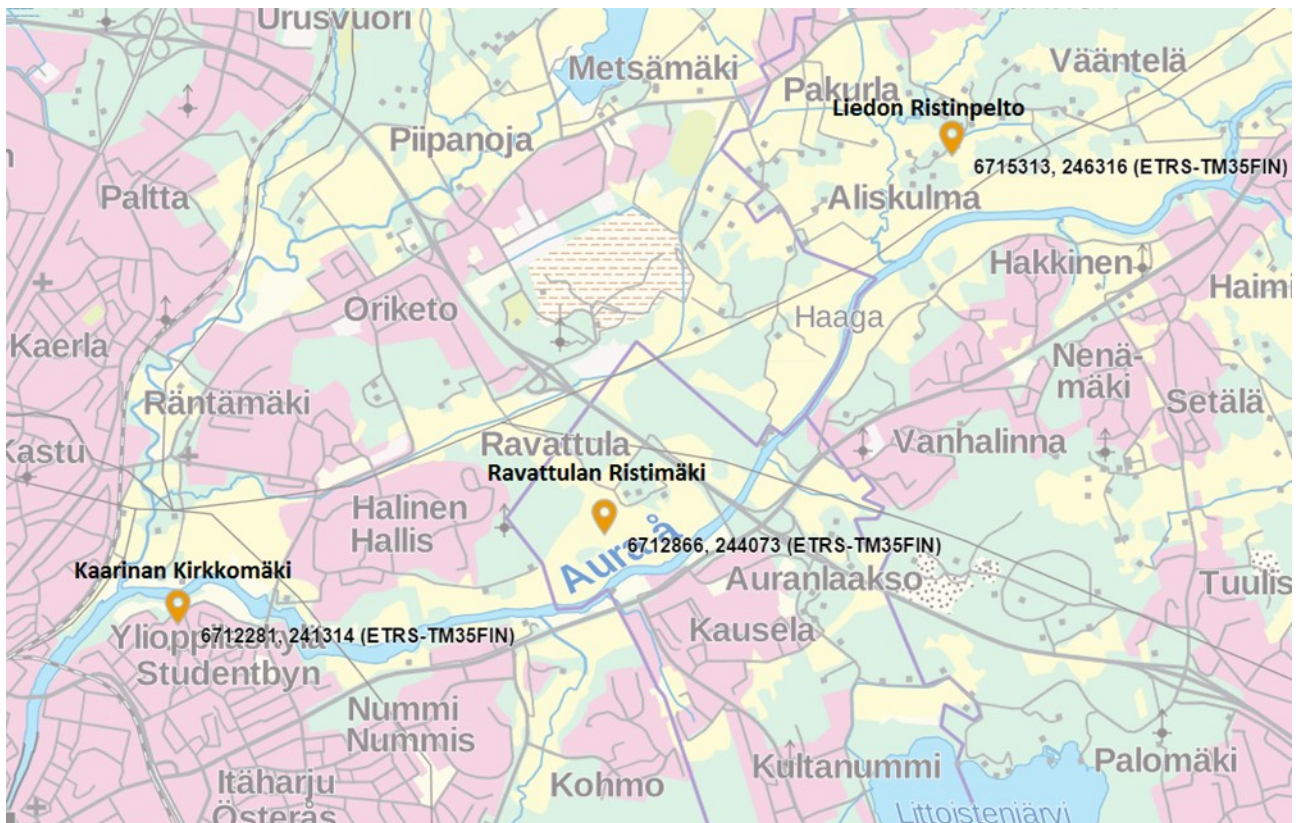 Urusvuori
Metsämäki
Vääntelä
Pakurla
Liedon Ristinpelto
Piipanoja
6715313, 246316 (ETRS-TM35FIN)
Paltta
Aliskulma
Hakkinen
Haimi
Oriketo
Haaga
Kaerla
Nenä-
mäki
Räntämäki
Setälä
Kastu
Ravattula
Vanhalinna
Ravattulan Ristimäki
Halinen
Hallis
6712866, 244073 (ETRS-TM35FIN)
Aura å
Kaarinan Kirkkomäki
Auranlaakso
Tuulis
6712281, 241314 (ETRS-TM35FIN)
Ylioppilaskylä
Studentbyn
Kausela
Nummi
Nummis
Kultanummi
Palomäki
Itäharju
Österås
Kohmo
Littoistenjärvi